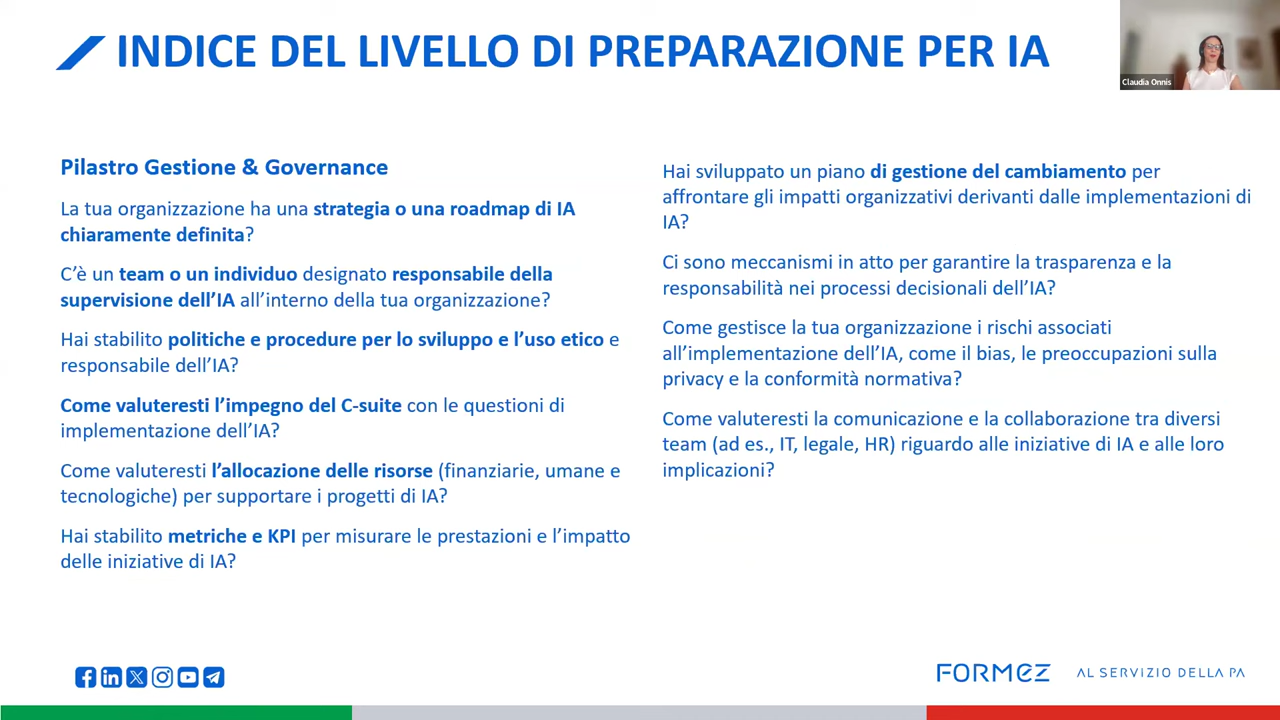 INDICE DEL LIVELLO DI PREPARAZIONE PER IA
Claudia Onnis
Pilastro Gestione & Governance
La tua organizzazione ha una strategia o una roadmap di IA
chiaramente definita?
C'è un team o un individuo designato responsabile della
supervisione dell'IA all'interno della tua organizzazione?
Hai stabilito politiche e procedure per lo sviluppo e l'uso etico e
responsabile dell'IA?
Come valuteresti l'impegno del C-suite con le questioni di
implementazione dell'IA?
Come valuteresti l'allocazione delle risorse (finanziarie, umane e
tecnologiche) per supportare i progetti di IA?
Hai stabilito metriche e KPI per misurare le prestazioni e l'impatto
delle iniziative di IA?
Hai sviluppato un piano di gestione del cambiamento per
affrontare gli impatti organizzativi derivanti dalle implementazioni di
IA?
Ci sono meccanismi in atto per garantire la trasparenza e la
responsabilità nei processi decisionali dell'IA?
Come gestisce la tua organizzazione i rischi associati
all'implementazione dell'IA, come il bias, le preoccupazioni sulla
privacy e la conformità normativa?
Come valuteresti la comunicazione e la collaborazione tra diversi
team (ad es., IT, legale, HR) riguardo alle iniziative di IA e alle loro
implicazioni?
FORMEZ AL SERVIZIO DELLA PA